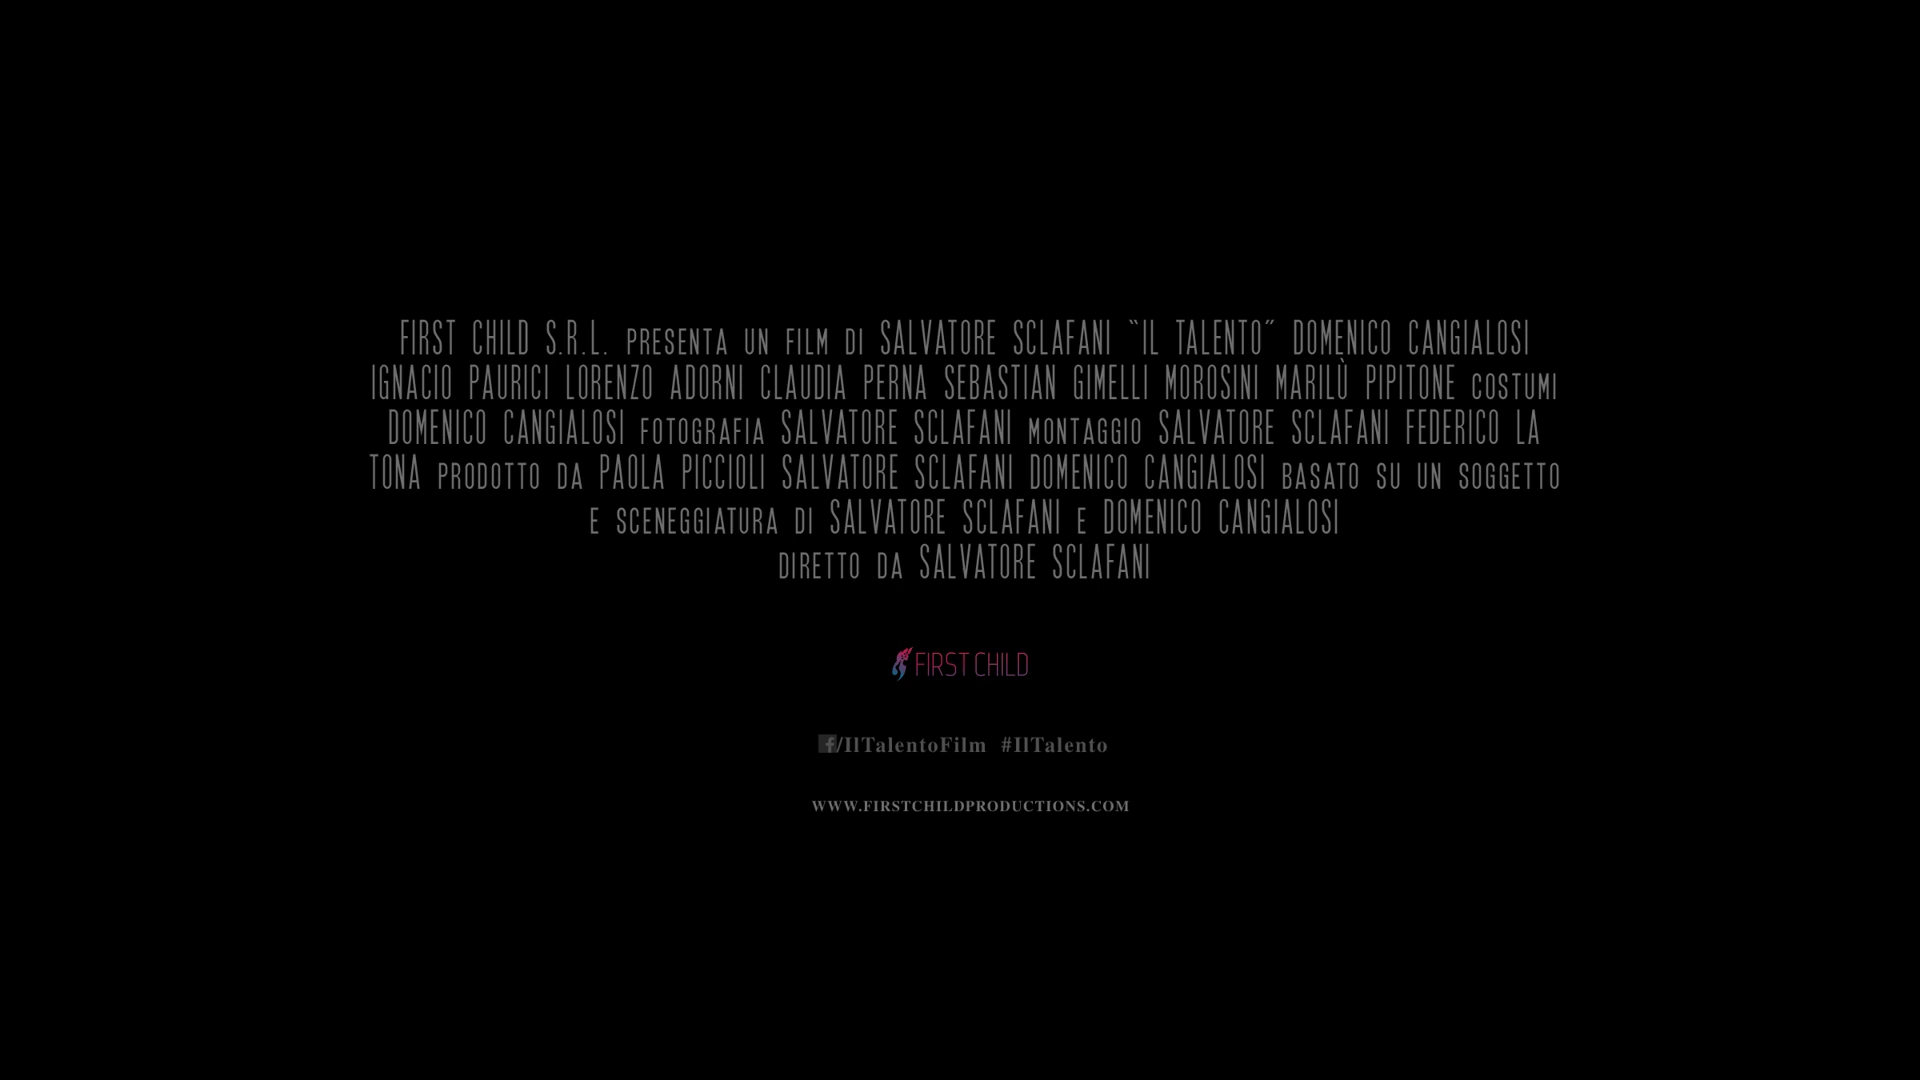 FIRST CHILD S.R.L. PRESENTA UN FILM DI SALVATORE SCLAFANI “IL TALENTO” DOMENICO CANGIALOSI
IGNACIO PAURICI LORENZO ADORNI CLAUDIA PERNA SEBASTIAN GIMELLI MOROSINI MARILÙ PIPITONE COSTUMI
DOMENICO CANGIALOSI FOTOGRAFIA SALVATORE SCLAFANI MONTAGGIO SALVATORE SCLAFANI FEDERICO LA
TONA PRODOTTO DA PAOLA PICCIOLI SALVATORE SCLAFANI DOMENICO CANGIALOSI BASATO SU UN SOGGETTO
E SCENEGGIATURA DI SALVATORE SCLAFANI E DOMENICO CANGIALOSI
DIRETTO DA SALVATORE SCLAFANI
FIRST CHILD
f/IlTalentoFilm #IlTalento
WWW.FIRSTCHILDPRODUCTIONS.COM